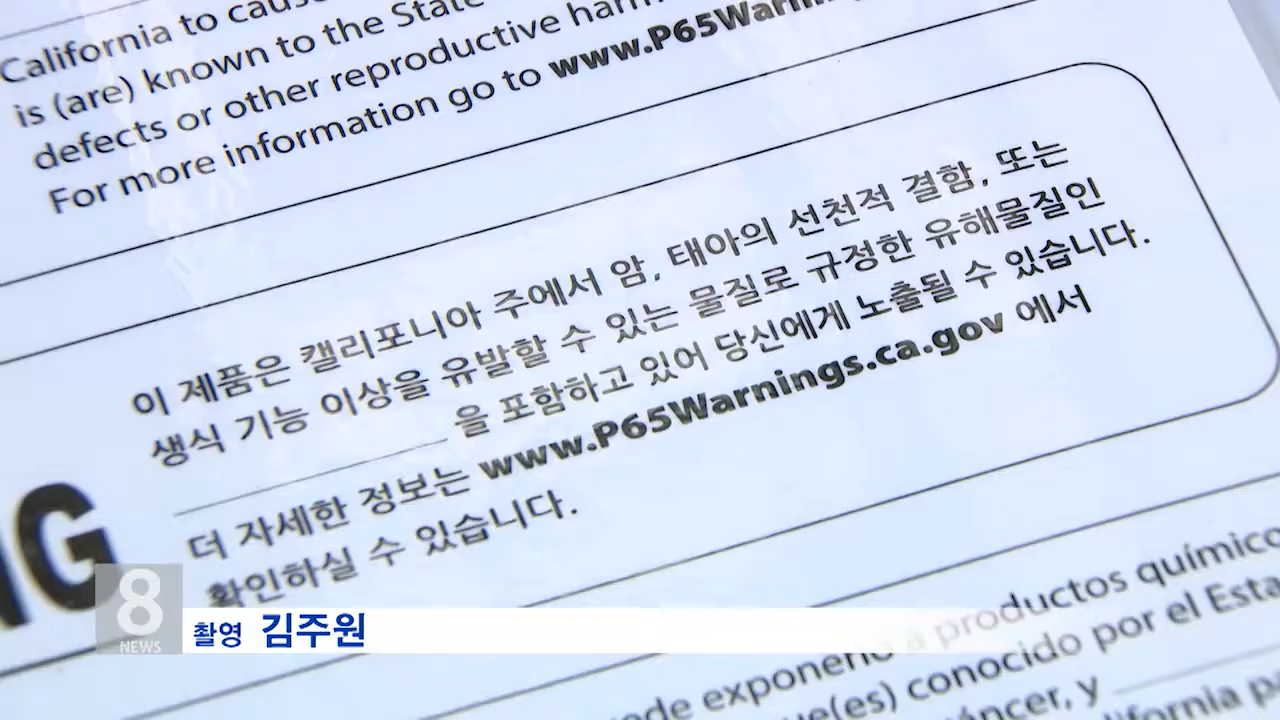 California to cause
is (are) known to the State
defects or other reproductive harm
For more information go to www.P65Warnin
이 제품은 캘리포니아 주에서 암, 태아의 선천적 결함, 또는
생식 기능 이상을 유발할 수 있는 물질로 규정한 유해물질인
을 포함하고 있어 당신에게 노출될 수 있습니다.
더 자세한 정보는 www.P65Warnings.ca.gov 에서
확인하실 수 있습니다.
NG
8
NEWS
촬영 김주원
exponerlo a productos químico
conocido por el Esta
y